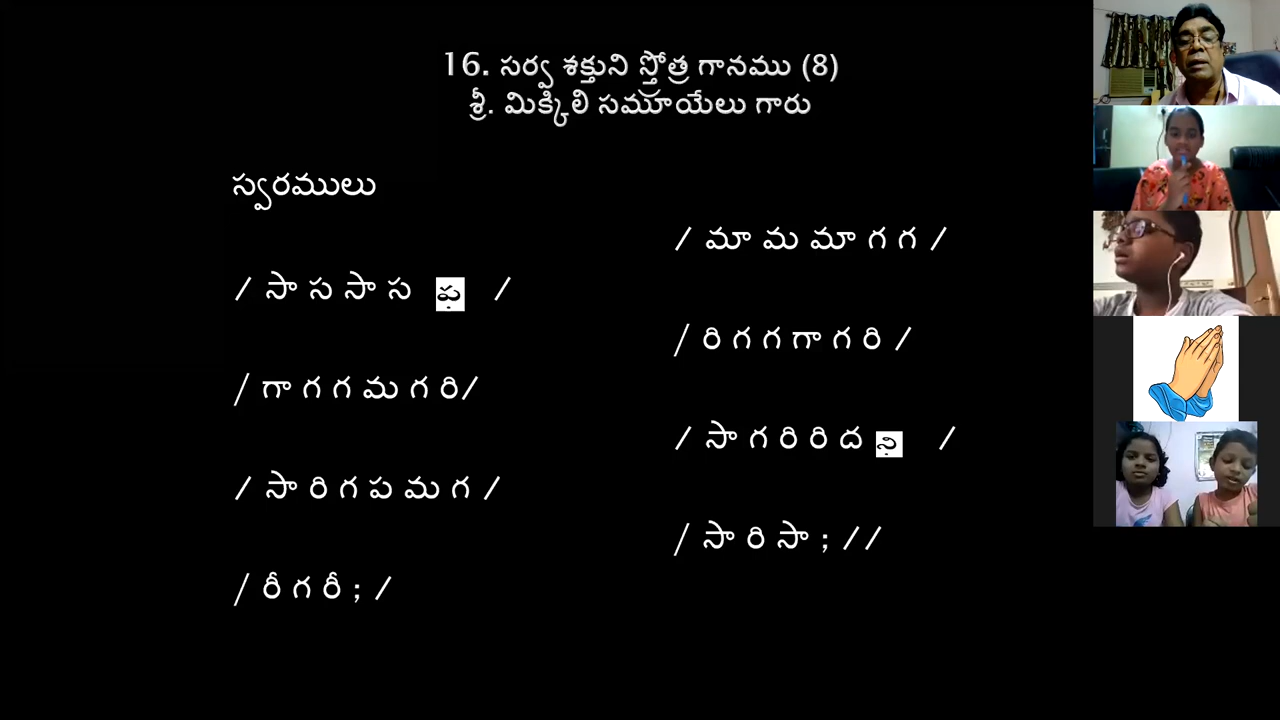 16. సర్వ శక్తుని స్తోత్ర గానము (8)
శ్రీ. మిక్కిలి సమూయేలు గారు
స్వరములు
/ సా స సా స ప़ /
/ గా గ గ మ గ రి/
/ సా రి గ ప మ గ /
/ రీ గ రీ ; /
/ మా మ మా గ గ /
/ రి గ గ గా గ రి /
/ సా గ రి రి ద ని़ /
/ సా రి సా ; //